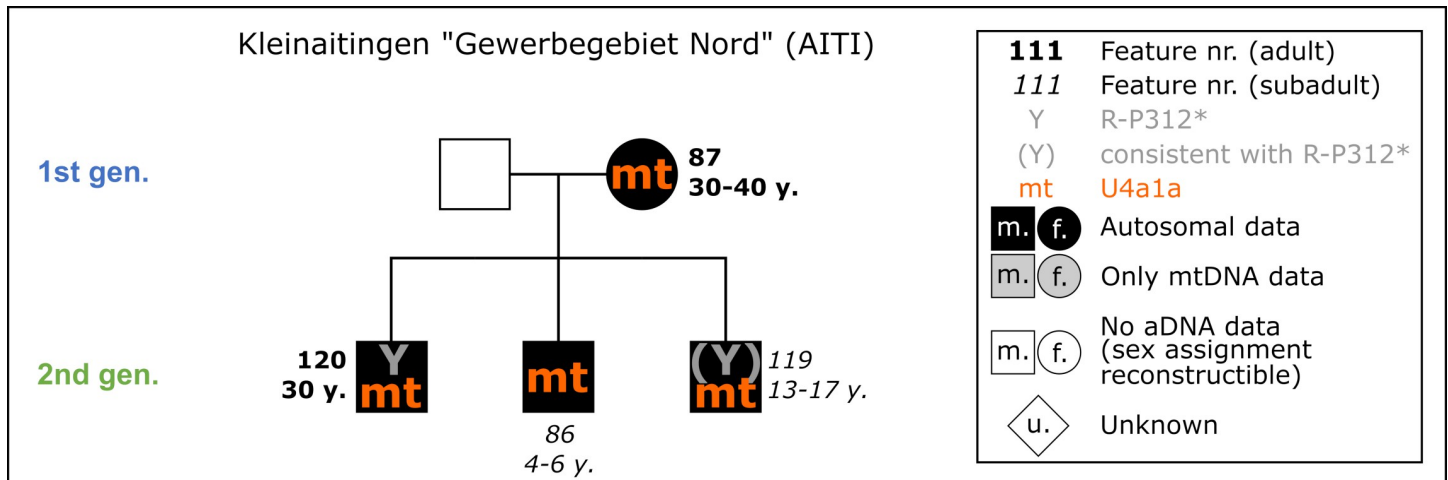 Kleinaitingen "Gewerbegebiet Nord" (AITI)
1st gen.
mt
87
30-40 y.
2nd gen.
120
30 y.
Y
mt
mt
86
4-6 y.
(Y)
mt
119
13-17 y.
111 Feature nr. (adult)
111 Feature nr. (subadult)
Y R-P312*
(Y) consistent with R-P312*
mt U4a1a
m. f. Autosomal data
m. f. Only mtDNA data
m. f. No aDNA data
(sex assignment
reconstructible)
u. Unknown